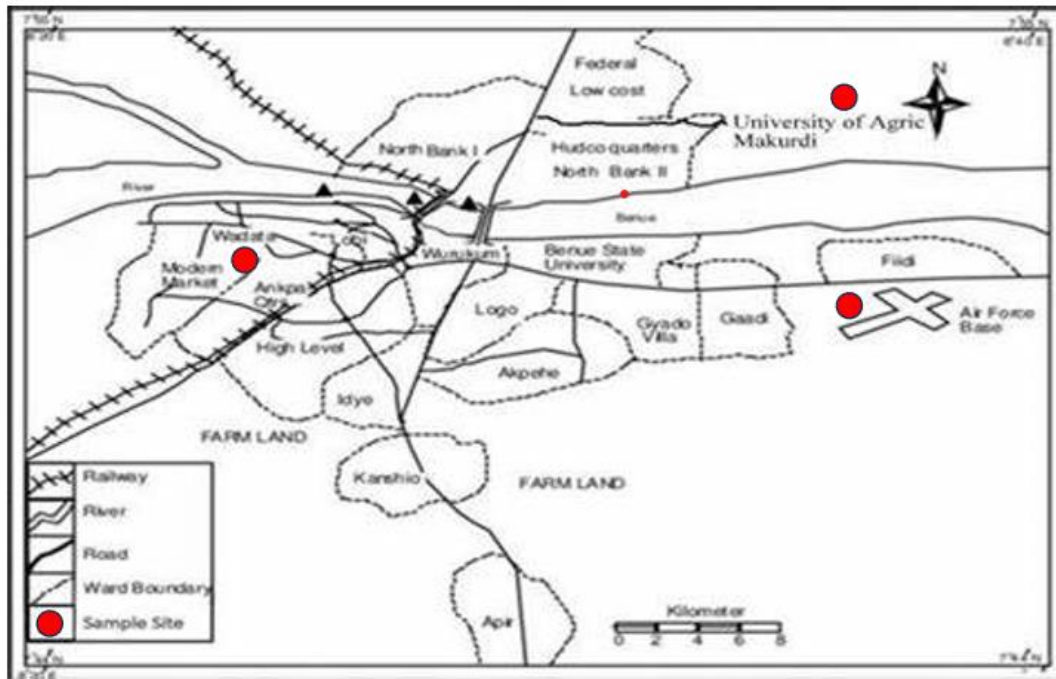 Federal
Low cost
N
University of Agric
Makurdi
North Bank I
Hudco quarters
North Bank II
River
Benue
Wadata
Lobi
Wurukum
Benue State
University
Fiidi
Modern
Market
Ankpa
Qtrs
Logo
Gyado
Villa
Gaadi
Air Force
Base
High Level
Akpehe
Idye
FARM LAND
Kanshio
FARM LAND
Railway
River
Road
Ward Boundary
Sample Site
Apir
Kilometer
0 2 4 6 8